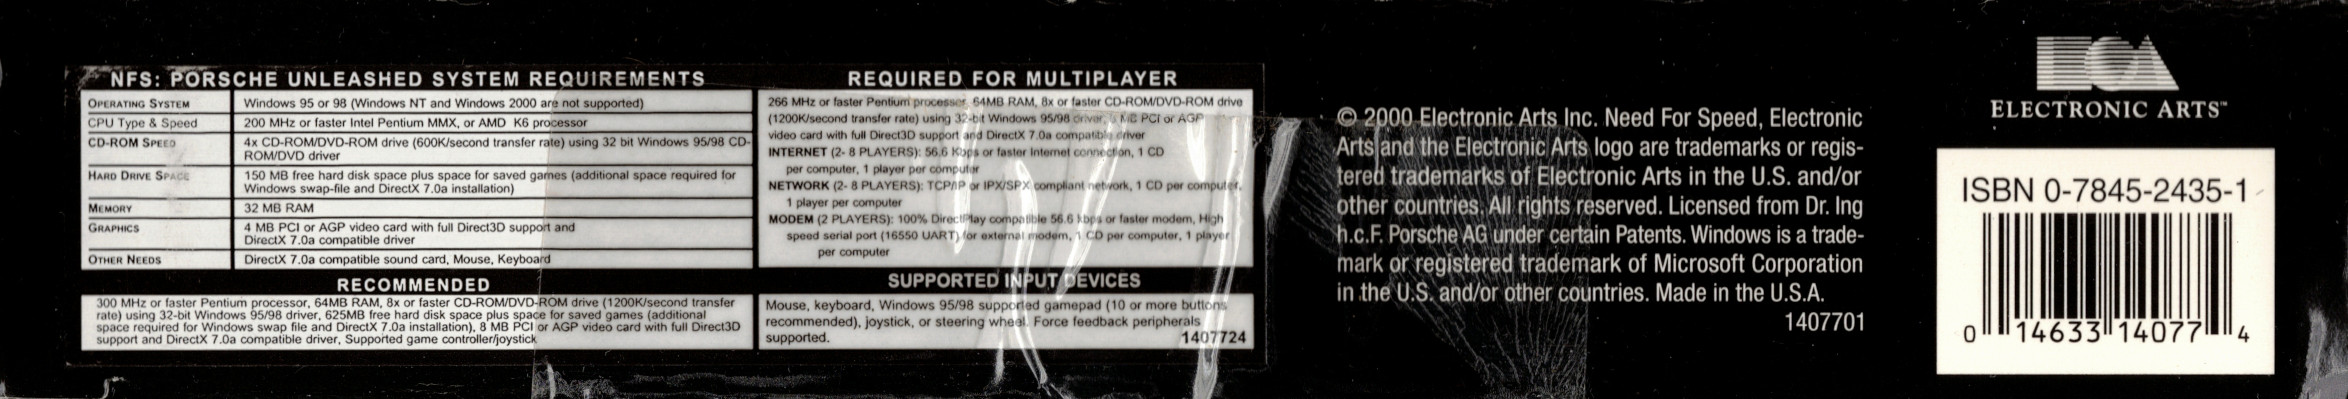 NFS: PORSCHE UNLEASHED SYSTEM REQUIREMENTS
OPERATING SYSTEM Windows 95 or 98 (Windows NT and Windows 2000 are not supported)
CPU Type & Speed 200 MHz or faster Intel Pentium MMX, or AMD K6 processor
CD-ROM SPEED 4x CD-ROM/DVD-ROM drive (600K/second transfer rate) using 32 bit Windows 95/98 CD-
ROM/DVD driver
HARD DRIVE SPACE 150 MB free hard disk space plus space for saved games (additional space required for
Windows swap-file and DirectX 7.0a installation)
MEMORY 32 MB RAM
GRAPHICS 4 MB PCI or AGP video card with full Direct3D support and
DirectX 7.0a compatible driver
OTHER NEEDS DirectX 7.0a compatible sound card, Mouse, Keyboard
RECOMMENDED
300 MHz or faster Pentium processor, 64MB RAM, 8x or faster CD-ROM/DVD-ROM drive (1200K/second transfer
rate) using 32-bit Windows 95/98 driver, 625MB free hard disk space plus space for saved games (additional
space required for Windows swap file and DirectX 7.0a installation), 8 MB PCI or AGP video card with full Direct3D
support and DirectX 7.0a compatible driver, Supported game controller/joystick
REQUIRED FOR MULTIPLAYER
266 MHz or faster Pentium processor, 64MB RAM, 8x or faster CD-ROM/DVD-ROM drive
(1200K/second transfer rate) using 32-bit Windows 95/98 driver, PCI or AGP
video card with full Direct3D support and DirectX 7.0a compatible driver
INTERNET (2- 8 PLAYERS): 56.6 Kbps or faster Internet connection, 1 CD
per computer, 1 player per computer
NETWORK (2- 8 PLAYERS): TCP/IP or IPX/SPX compliant network, 1 CD per computer,
1 player per computer
MODEM (2 PLAYERS): 100% DirectPlay compatible 56.6 kbps or faster modem, High
speed serial port (16550 UART) for external modem, 1 CD per computer, 1 player
per computer
SUPPORTED INPUT DEVICES
Mouse, keyboard, Windows 95/98 supported gamepad (10 or more buttons
recommended), joystick, or steering wheel. Force feedback peripherals
supported. 1407724
© 2000 Electronic Arts Inc. Need For Speed, Electronic
Arts and the Electronic Arts logo are trademarks or regis-
tered trademarks of Electronic Arts in the U.S. and/or
other countries. All rights reserved. Licensed from Dr. Ing
h.c.F. Porsche AG under certain Patents. Windows is a trade-
mark or registered trademark of Microsoft Corporation
in the U.S. and/or other countries. Made in the U.S.A.
1407701
EA
ELECTRONIC ARTS™
ISBN 0-7845-2435-1
0 14633 14077 4